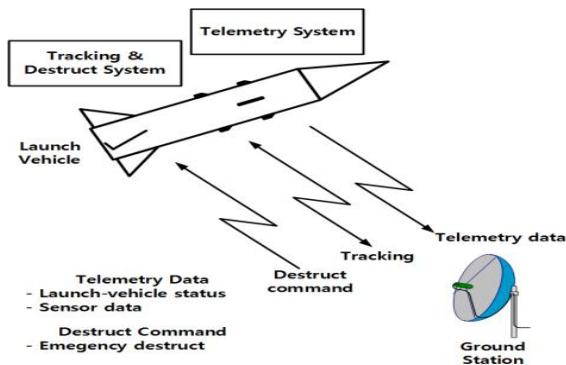 Telemetry System
Tracking &
Destruct System
Launch
Vehicle
Telemetry data
Tracking
Destruct
command
Telemetry Data
- Launch-vehicle status
- Sensor data
Destruct Command
- Emegency destruct
Ground
Station